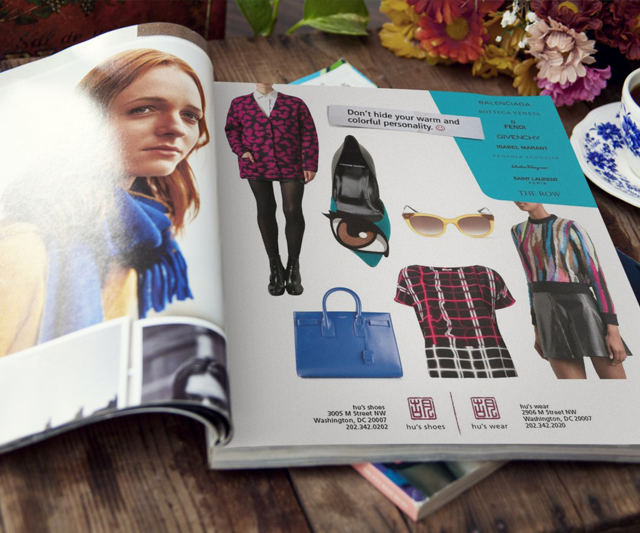 Don't hide your warm and
colorful personality.
BALENCIAGA
BOTTEGA VENETA
FENDI
GIVENCHY
ISABEL MARANT
SAINT LAURENT
PARIS
THE ROW
hu's shoes
3005 M Street NW
Washington, DC 20007
202.342.0202
hu's shoes
hu's wear
hu's wear
2906 M Street NW
Washington, DC 20007
202.342.2020